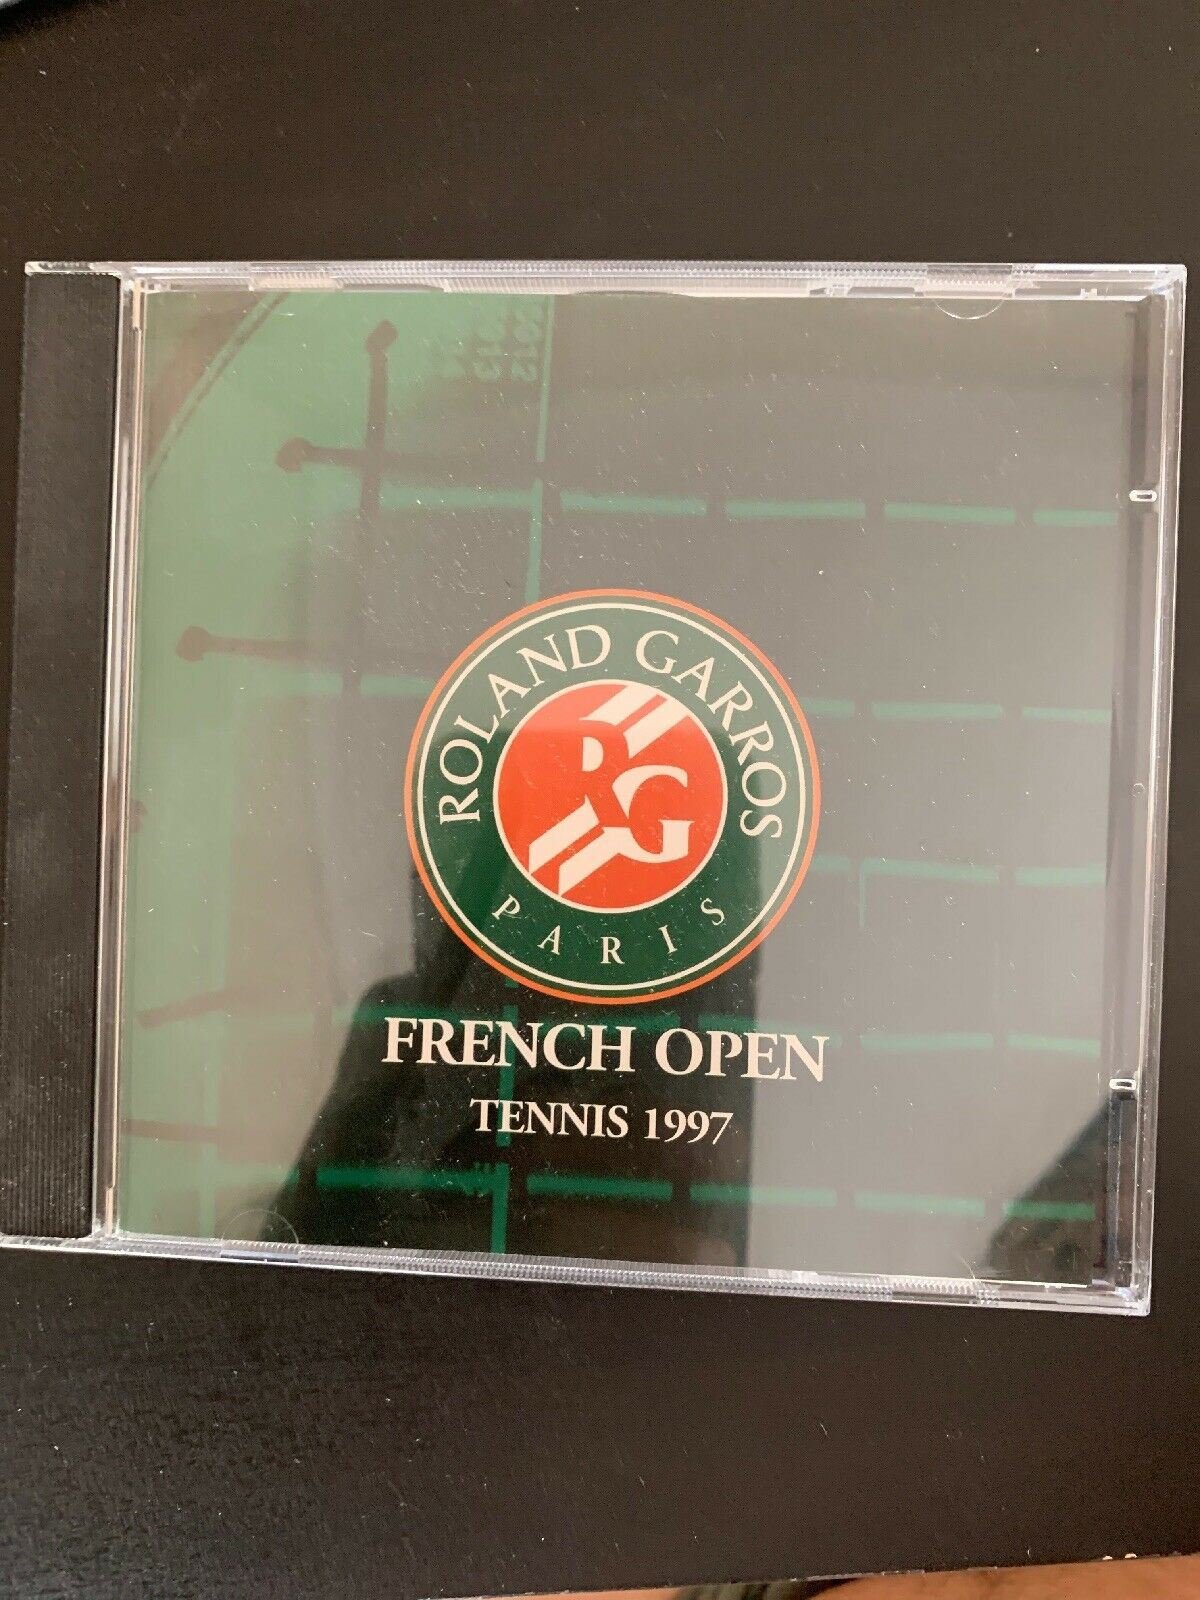 ROLAND GARROS
RG
PARIS
FRENCH OPEN
TENNIS 1997